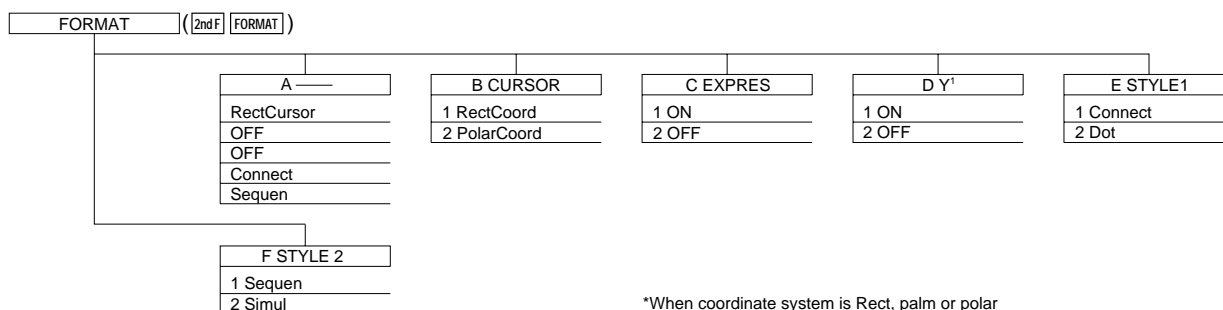 FORMAT (2nd F FORMAT)
A ——
RectCursor
OFF
OFF
Connect
Sequen
B CURSOR
1 RectCoord
2 PolarCoord
C EXPRES
1 ON
2 OFF
D Y¹
1 ON
2 OFF
E STYLE1
1 Connect
2 Dot
F STYLE 2
1 Sequen
2 Simul
*When coordinate system is Rect, palm or polar